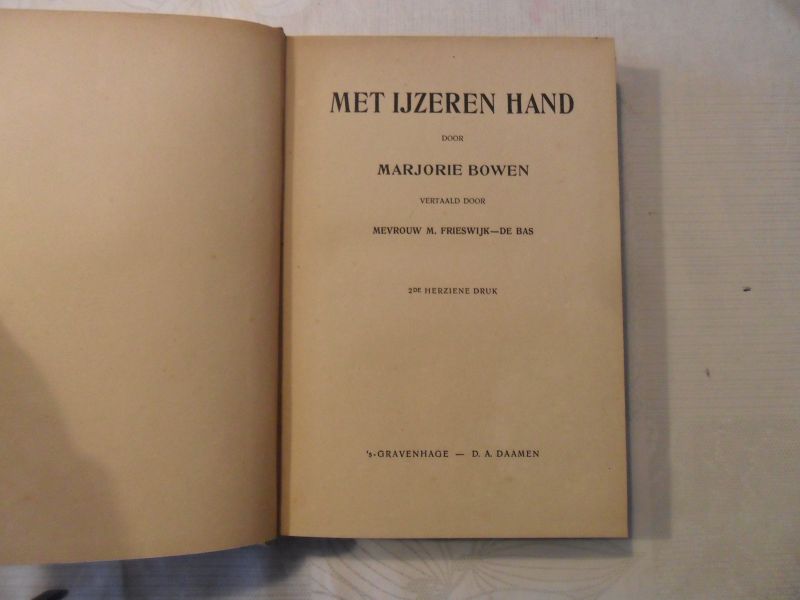 MET IJZEREN HAND
DOOR
MARJORIE BOWEN
VERTAALD DOOR
MEVROUW M. FRIESWIJK—DE BAS
2DE HERZIENE DRUK
's-GRAVENHAGE — D. A. DAAMEN